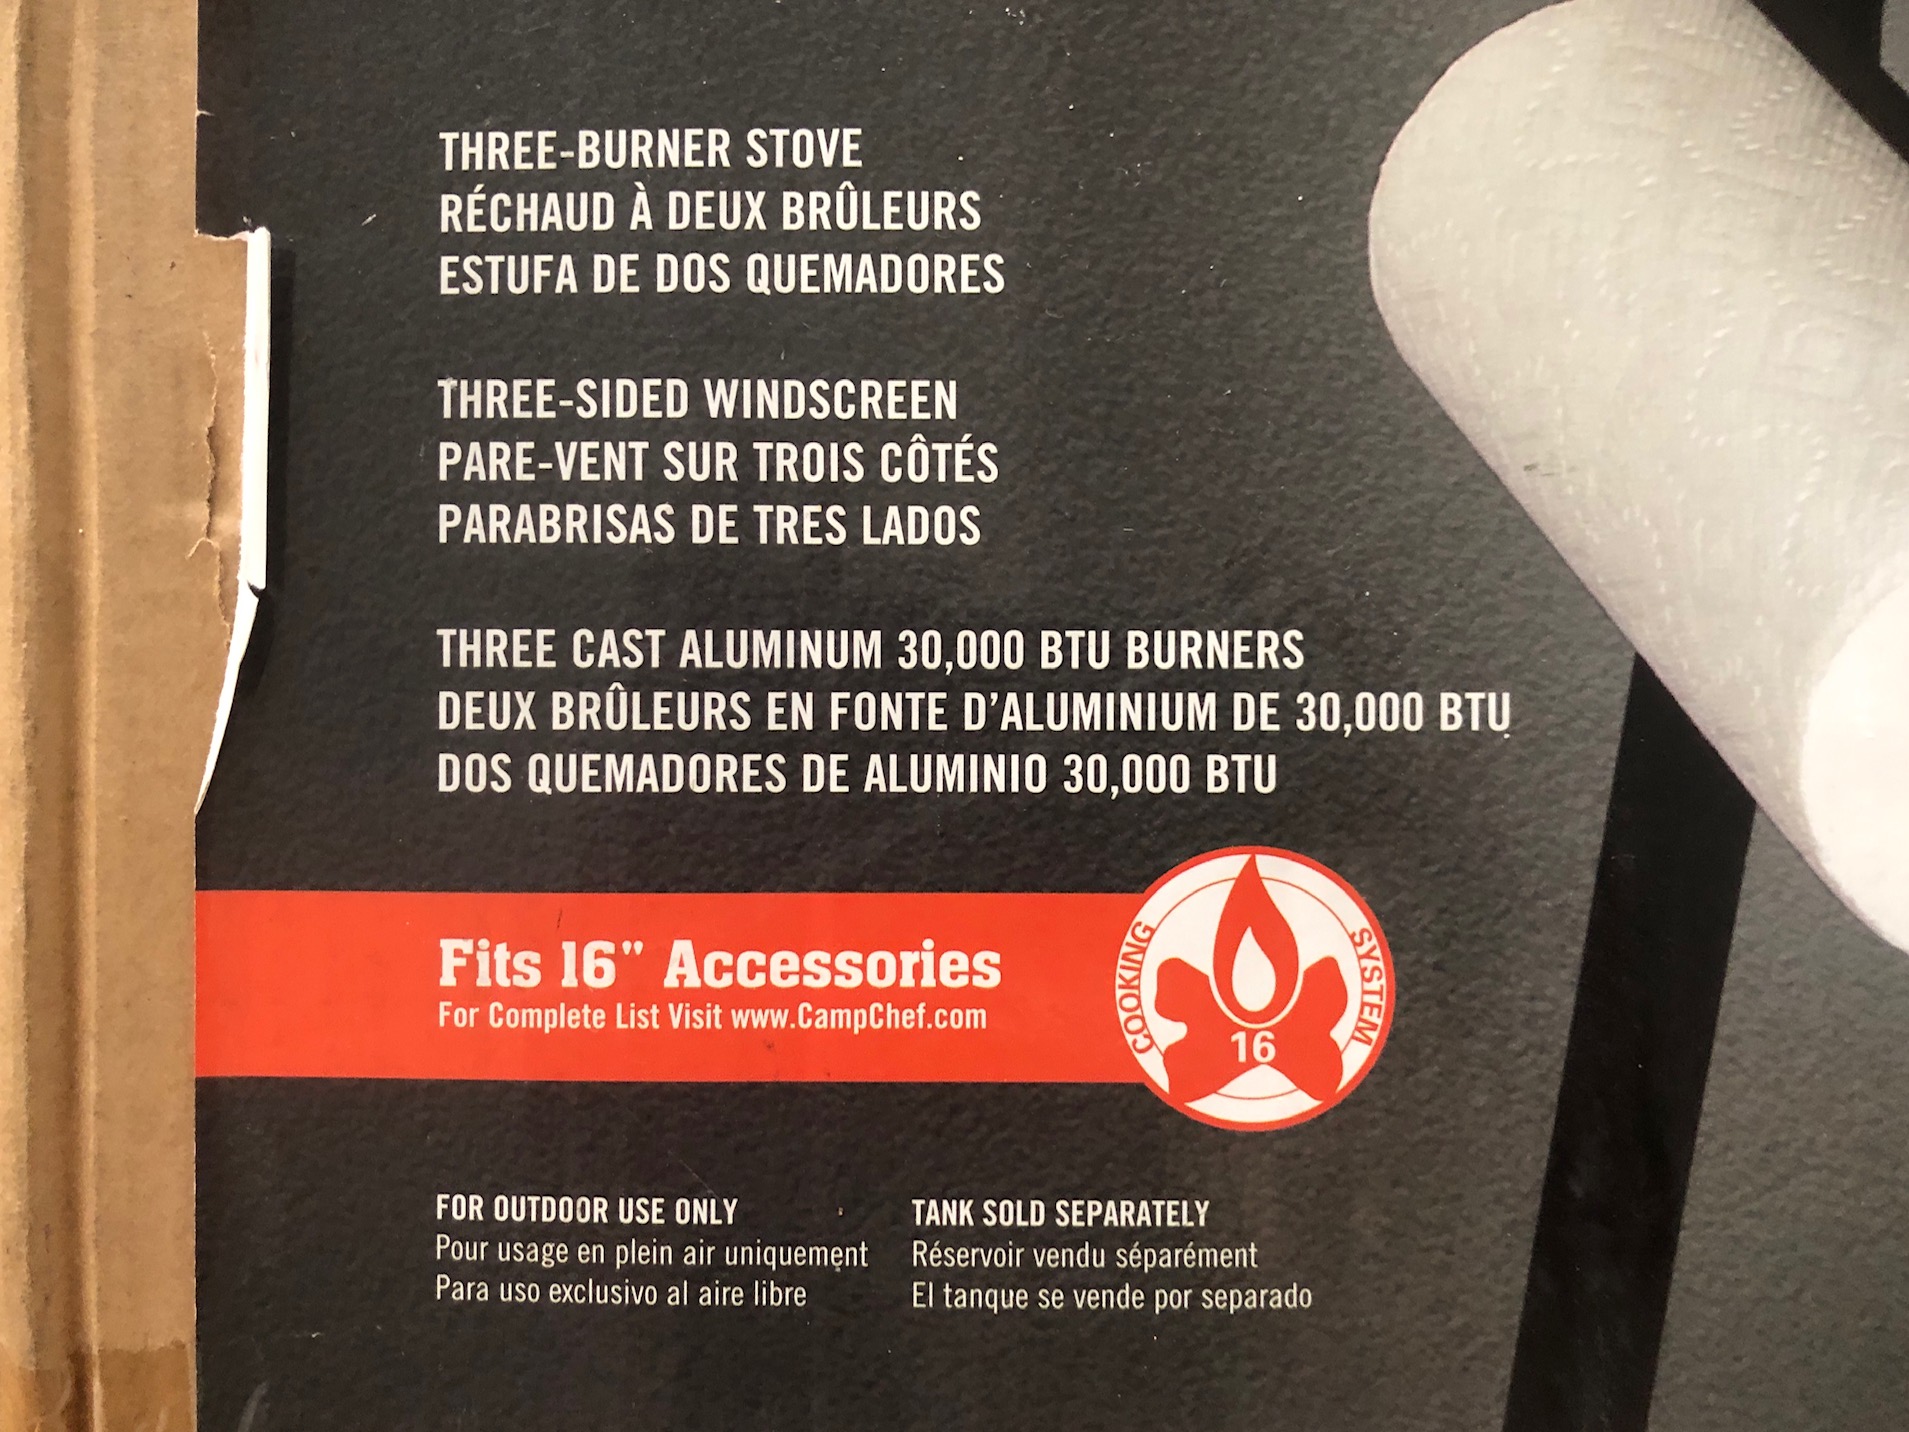 THREE-BURNER STOVE
RÉCHAUD À DEUX BRÛLEURS
ESTUFA DE DOS QUEMADORES
THREE-SIDED WINDSCREEN
PARE-VENT SUR TROIS CÔTÉS
PARABRISAS DE TRES LADOS
THREE CAST ALUMINUM 30,000 BTU BURNERS
DEUX BRÛLEURS EN FONTE D'ALUMINIUM DE 30,000 BTU
DOS QUEMADORES DE ALUMINIO 30,000 BTU
Fits 16" Accessories
For Complete List Visit www.CampChef.com
COOKING SYSTEM
16
FOR OUTDOOR USE ONLY
Pour usage en plein air uniquement
Para uso exclusivo al aire libre
TANK SOLD SEPARATELY
Réservoir vendu séparément
El tanque se vende por separado